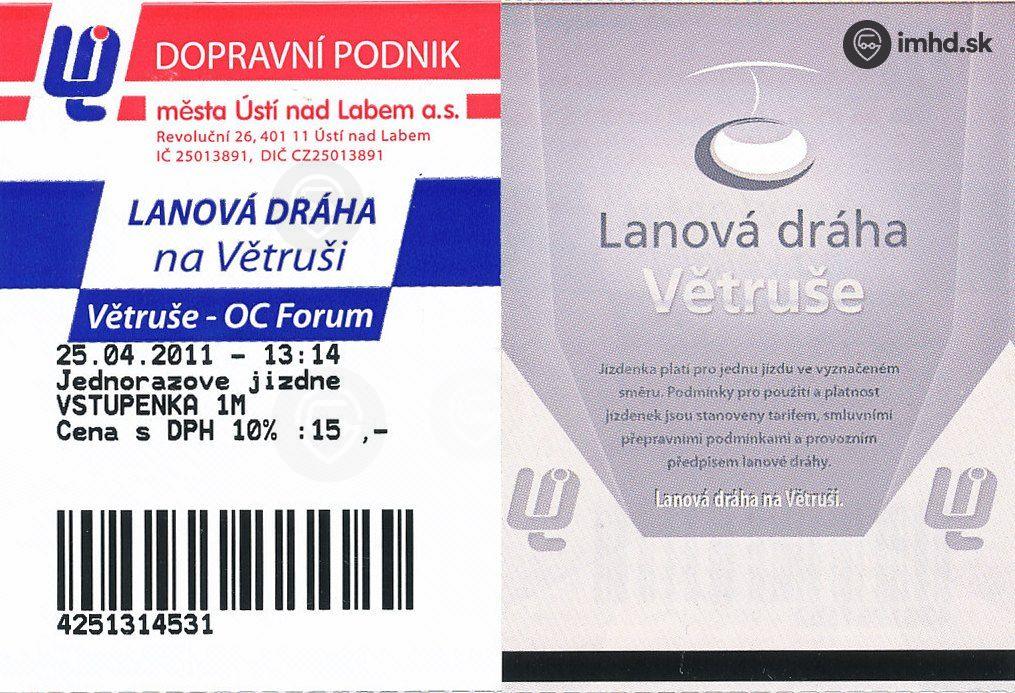 DOPRAVNÍ PODNIK
města Ústí nad Labem a.s.
Revoluční 26, 401 11 Ústí nad Labem
IČ 25013891, DIČ CZ25013891
LANOVÁ DRÁHA
na Větruši
Větruše - OC Forum
25.04.2011 - 13:14
Jednorazove jizdne
VSTUPENKA 1M
Cena s DPH 10% :15 ,-
4251314531
imhd.sk
Lanová dráha
Větruše
Jízdenka platí pro jednu jízdu ve vyznačeném
směru. Podmínky pro použití a platnost
jízdenek jsou stanoveny tarifem, smluvními
přepravními podmínkami a provozním
předpisem lanové dráhy.
Lanová dráha na Větruši.